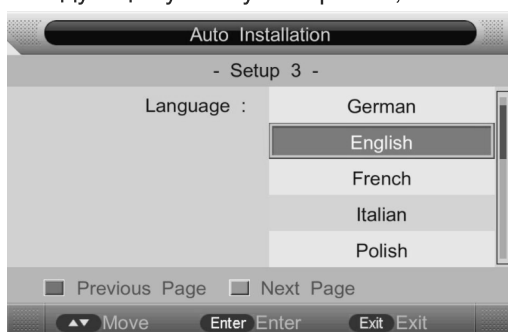 Auto Installation
- Setup 3 -
Language :
German
English
French
Italian
Polish
Previous Page Next Page
Move Enter Enter Exit Exit